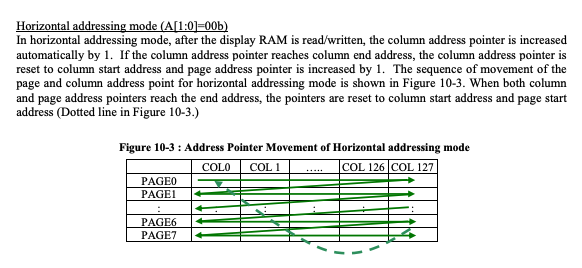 Horizontal addressing mode (A[1:0]=00b)
In horizontal addressing mode, after the display RAM is read/written, the column address pointer is increased
automatically by 1.  If the column address pointer reaches column end address, the column address pointer is
reset to column start address and page address pointer is increased by 1.  The sequence of movement of the
page and column address point for horizontal addressing mode is shown in Figure 10-3. When both column
and page address pointers reach the end address, the pointers are reset to column start address and page start
address (Dotted line in Figure 10-3.)
Figure 10-3 : Address Pointer Movement of Horizontal addressing mode
COL0 COL 1 ..... COL 126 COL 127
PAGE0
PAGE1
: : : : : :
PAGE6
PAGE7